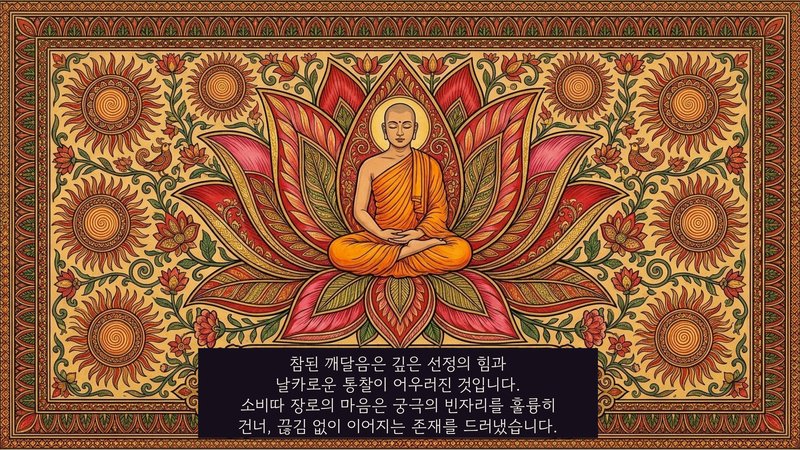 참된 깨달음은 깊은 선정의 힘과
날카로운 통찰이 어우러진 것입니다.
소비따 장로의 마음은 궁극의 빈자리를 훌륭히
건너, 끊김 없이 이어지는 존재를 드러냈습니다.